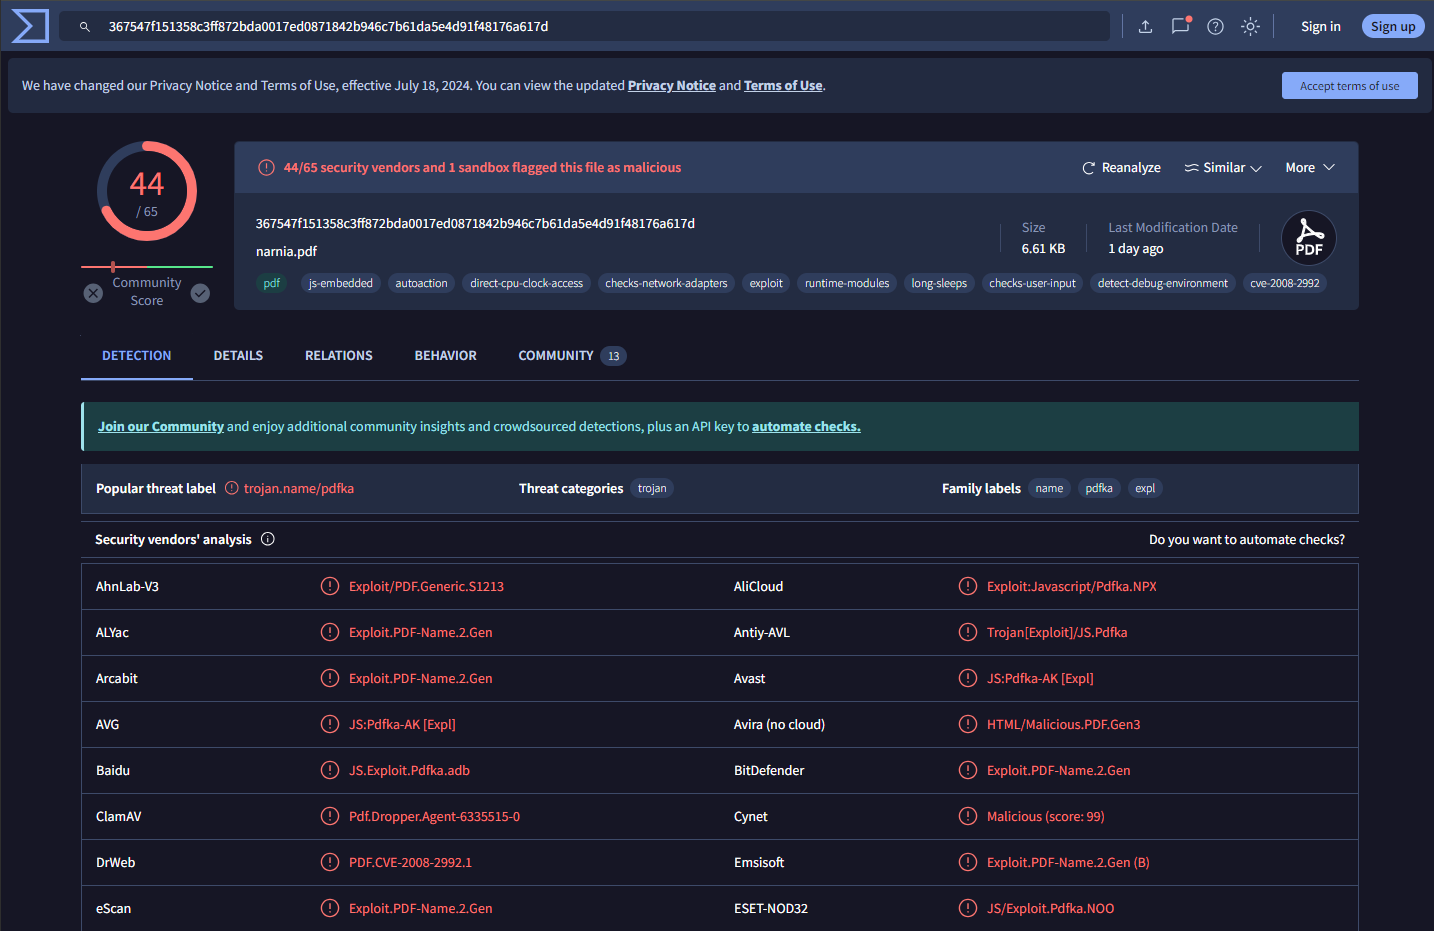 367547f151358c3ff872bda0017ed0871842b946c7b61da5e4d91f48176a617d
Sign in
Sign up
We have changed our Privacy Notice and Terms of Use, effective July 18, 2024. You can view the updated Privacy Notice and Terms of Use.
Accept terms of use
44
/ 65
Community
Score
44/65 security vendors and 1 sandbox flagged this file as malicious
Reanalyze
Similar
More
367547f151358c3ff872bda0017ed0871842b946c7b61da5e4d91f48176a617d
narnia.pdf
Size
6.61 KB
Last Modification Date
1 day ago
PDF
pdf
js-embedded
autoaction
direct-cpu-clock-access
checks-network-adapters
exploit
runtime-modules
long-sleeps
checks-user-input
detect-debug-environment
cve-2008-2992
DETECTION
DETAILS
RELATIONS
BEHAVIOR
COMMUNITY 13
Join our Community and enjoy additional community insights and crowdsourced detections, plus an API key to automate checks.
Popular threat label trojan.name/pdfka
Threat categories trojan
Family labels name pdfka expl
Security vendors' analysis
Do you want to automate checks?
AhnLab-V3 Exploit/PDF.Generic.S1213
AliCloud Exploit:Javascript/Pdfka.NPX
ALYac Exploit.PDF-Name.2.Gen
Antiy-AVL Trojan[Exploit]/JS.Pdfka
Arcabit Exploit.PDF-Name.2.Gen
Avast JS:Pdfka-AK [Expl]
AVG JS:Pdfka-AK [Expl]
Avira (no cloud) HTML/Malicious.PDF.Gen3
Baidu JS.Exploit.Pdfka.adb
BitDefender Exploit.PDF-Name.2.Gen
ClamAV Pdf.Dropper.Agent-6335515-0
Cynet Malicious (score: 99)
DrWeb PDF.CVE-2008-2992.1
Emsisoft Exploit.PDF-Name.2.Gen (B)
eScan Exploit.PDF-Name.2.Gen
ESET-NOD32 JS/Exploit.Pdfka.NOO